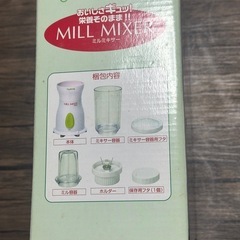 おいしさギュッ!
栄養そのまま!!
MILL MIXER
ミルミキサー
梱包内容
本体
ミキサー容器
ミキサー容器用フタ
ミル容器
ホルダー
保存用フタ(1個)